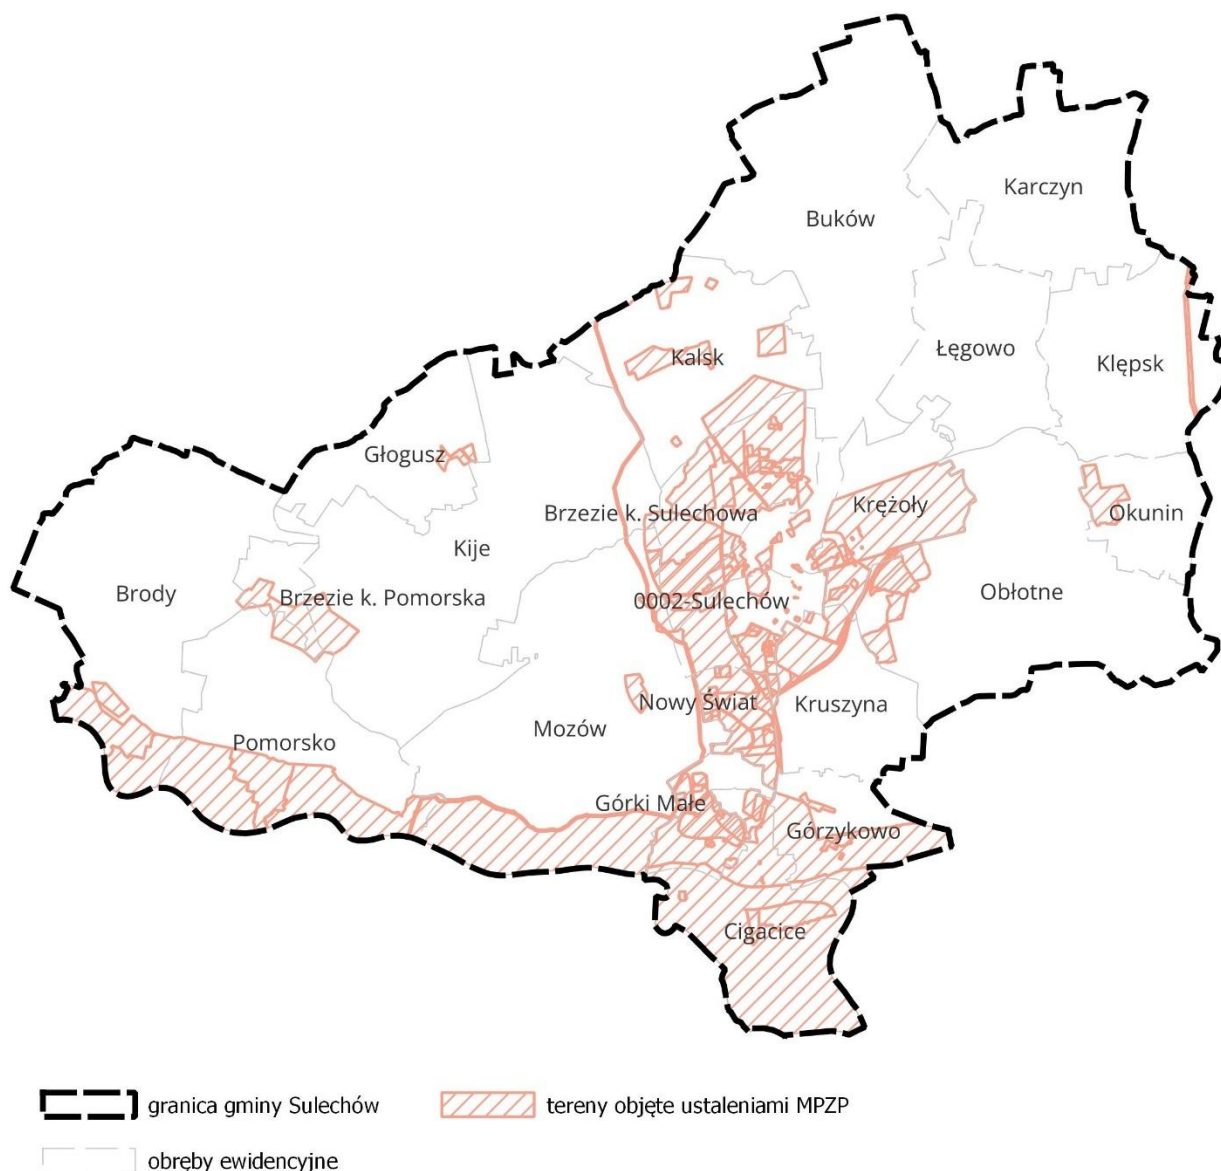 Karczyn
Buków
Łęgowo
Klępsk
Kalsk
Głogusz
Krężoły
Brzezie k. Sulechowa
Okunin
Kije
Brody
Brzezie k. Pomorska
0002-Sulechów
Obłotne
Nowy Świat
Kruszyna
Mozów
Pomorsko
Górki Małe
Górzykowo
Cigacice
granica gminy Sulechów
tereny objęte ustaleniami MPZP
obręby ewidencyjne